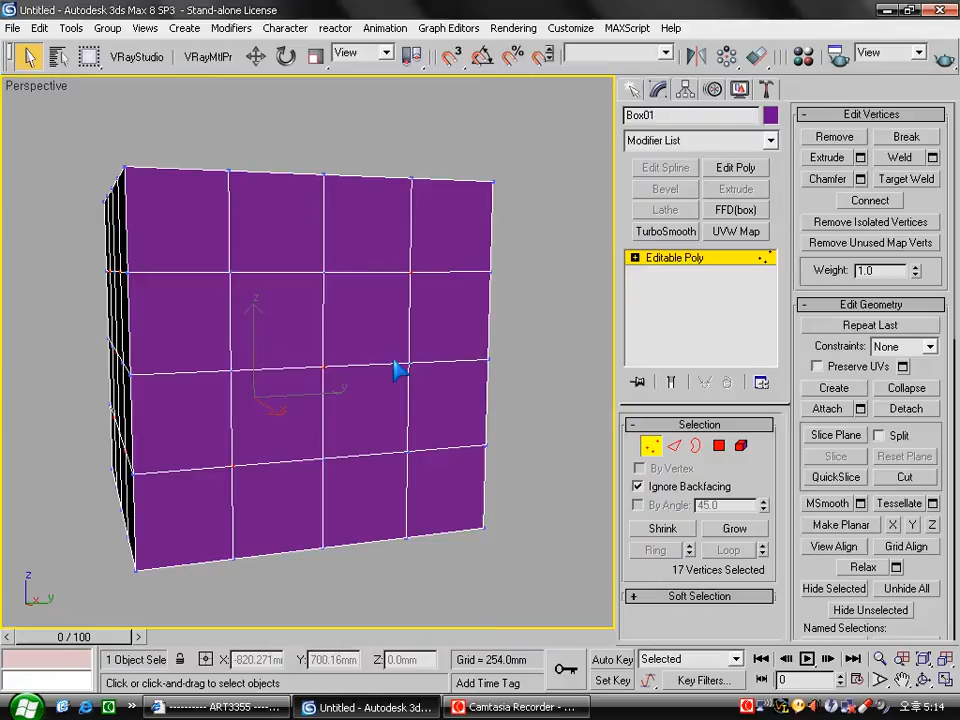 Untitled - Autodesk 3ds Max 8 SP3 - Stand-alone License
File Edit Tools Group Views Create Modifiers Character reactor Animation Graph Editors Rendering Customize MAXScript Help
VRayStudio VRayMtlPr View View
Perspective
Box01
Modifier List
Edit Spline Edit Poly
Bevel Extrude
Lathe FFD(box)
TurboSmooth UVW Map
Editable Poly
Selection
By Vertex
Ignore Backfacing
By Angle: 45.0
Shrink Grow
Ring Loop
17 Vertices Selected
Soft Selection
Edit Vertices
Remove Break
Extrude Weld
Chamfer Target Weld
Connect
Remove Isolated Vertices
Remove Unused Map Verts
Weight: 1.0
Edit Geometry
Repeat Last
Constraints: None
Preserve UVs
Create Collapse
Attach Detach
Slice Plane Split
Slice Reset Plane
QuickSlice Cut
MSmooth Tessellate
Make Planar X Y Z
View Align Grid Align
Relax
Hide Selected Unhide All
Hide Unselected
Named Selections:
z
y
x
z
x y
0 / 100
1 Object Sele X: -820.271mi Y: 700.16mm Z: 0.0mm Grid = 254.0mm Auto Key Selected
Click or click-and-drag to select objects Add Time Tag Set Key Key Filters... 0
---------- ART3355 ----... Untitled - Autodesk 3d... Camtasia Recorder - ... 오후 5:14